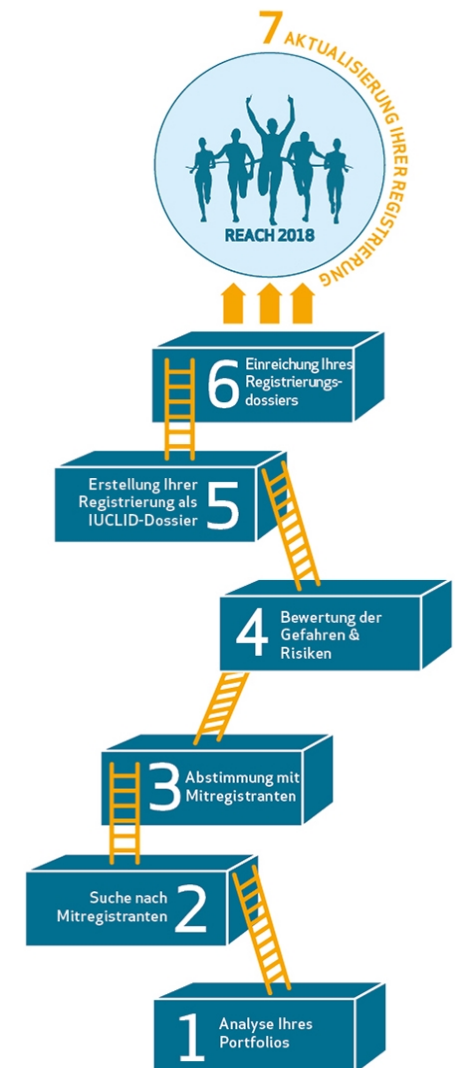 7 AKTUALISIERUNG IHRER REGISTRIERUNG
REACH 2018
6 Einreichung Ihres
Registrierungs-
dossiers
5 Erstellung Ihrer
Registrierung als
IUCLID-Dossier
4 Bewertung der
Gefahren &
Risiken
3 Abstimmung mit
Mitregistranten
2 Suche nach
Mitregistranten
1 Analyse Ihres
Portfolios